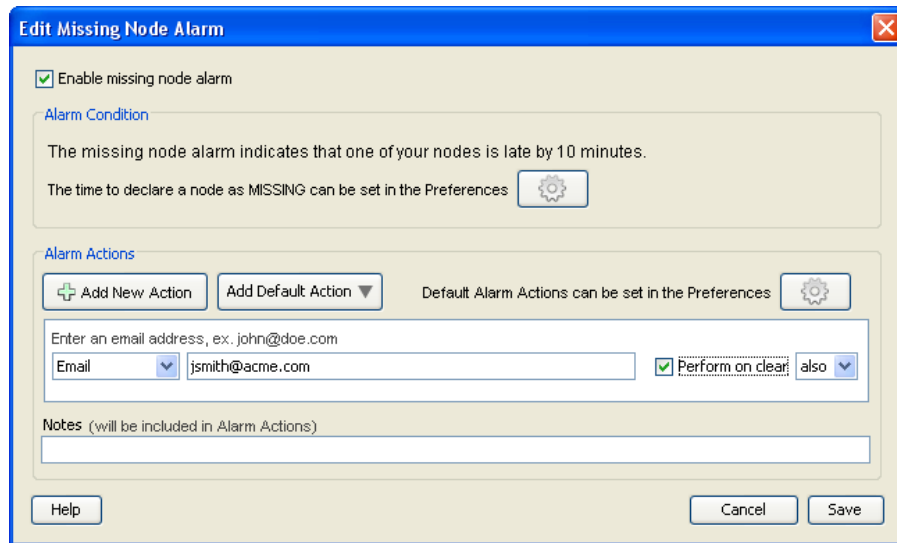 Edit Missing Node Alarm
Enable missing node alarm
Alarm Condition
The missing node alarm indicates that one of your nodes is late by 10 minutes.
The time to declare a node as MISSING can be set in the Preferences
Alarm Actions
Add New Action Add Default Action Default Alarm Actions can be set in the Preferences
Enter an email address, ex. john@doe.com
Email jsmith@acme.com Perform on clear also
Notes (will be included in Alarm Actions)
Help Cancel Save